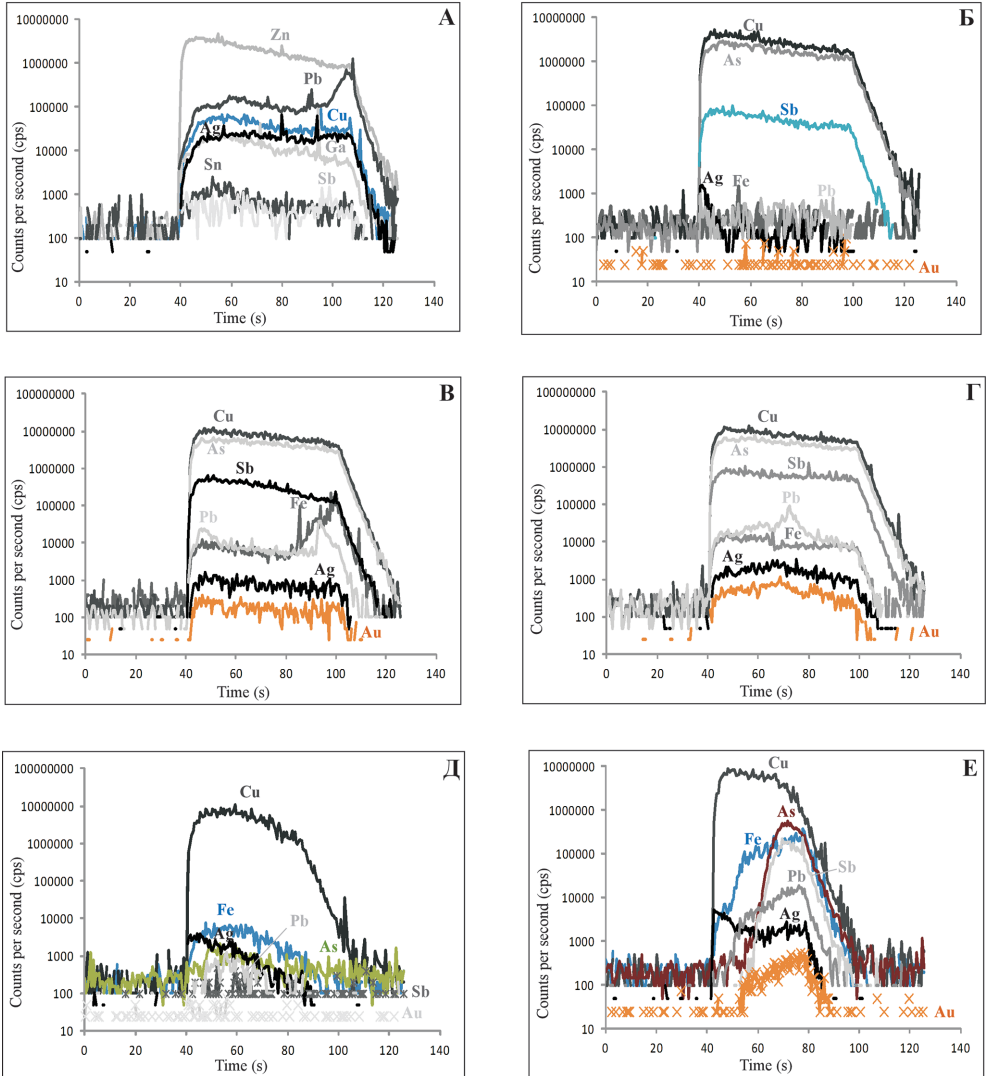 А
Counts per second (cps)
10000000
1000000
100000
10000
1000
100
10
Zn
Pb
Cu
Ag
Ga
Sn
Sb
0 20 40 60 80 100 120 140
Time (s)
Б
Counts per second (cps)
10000000
1000000
100000
10000
1000
100
10
Cu
As
Sb
Ag
Fe
Pb
Au
0 20 40 60 80 100 120 140
Time (s)
В
Counts per second (cps)
100000000
10000000
1000000
100000
10000
1000
100
10
Cu
As
Sb
Fe
Pb
Ag
Au
0 20 40 60 80 100 120 140
Time (s)
Г
Counts per second (cps)
100000000
10000000
1000000
100000
10000
1000
100
10
Cu
As
Sb
Pb
Fe
Ag
Au
0 20 40 60 80 100 120 140
Time (s)
Д
Counts per second (cps)
100000000
10000000
1000000
100000
10000
1000
100
10
Cu
Fe
Pb
Ag
As
Sb
Au
0 20 40 60 80 100 120 140
Time (s)
Е
Counts per second (cps)
10000000
1000000
100000
10000
1000
100
10
Cu
As
Fe
Sb
Pb
Ag
Au
0 20 40 60 80 100 120 140
Time (s)